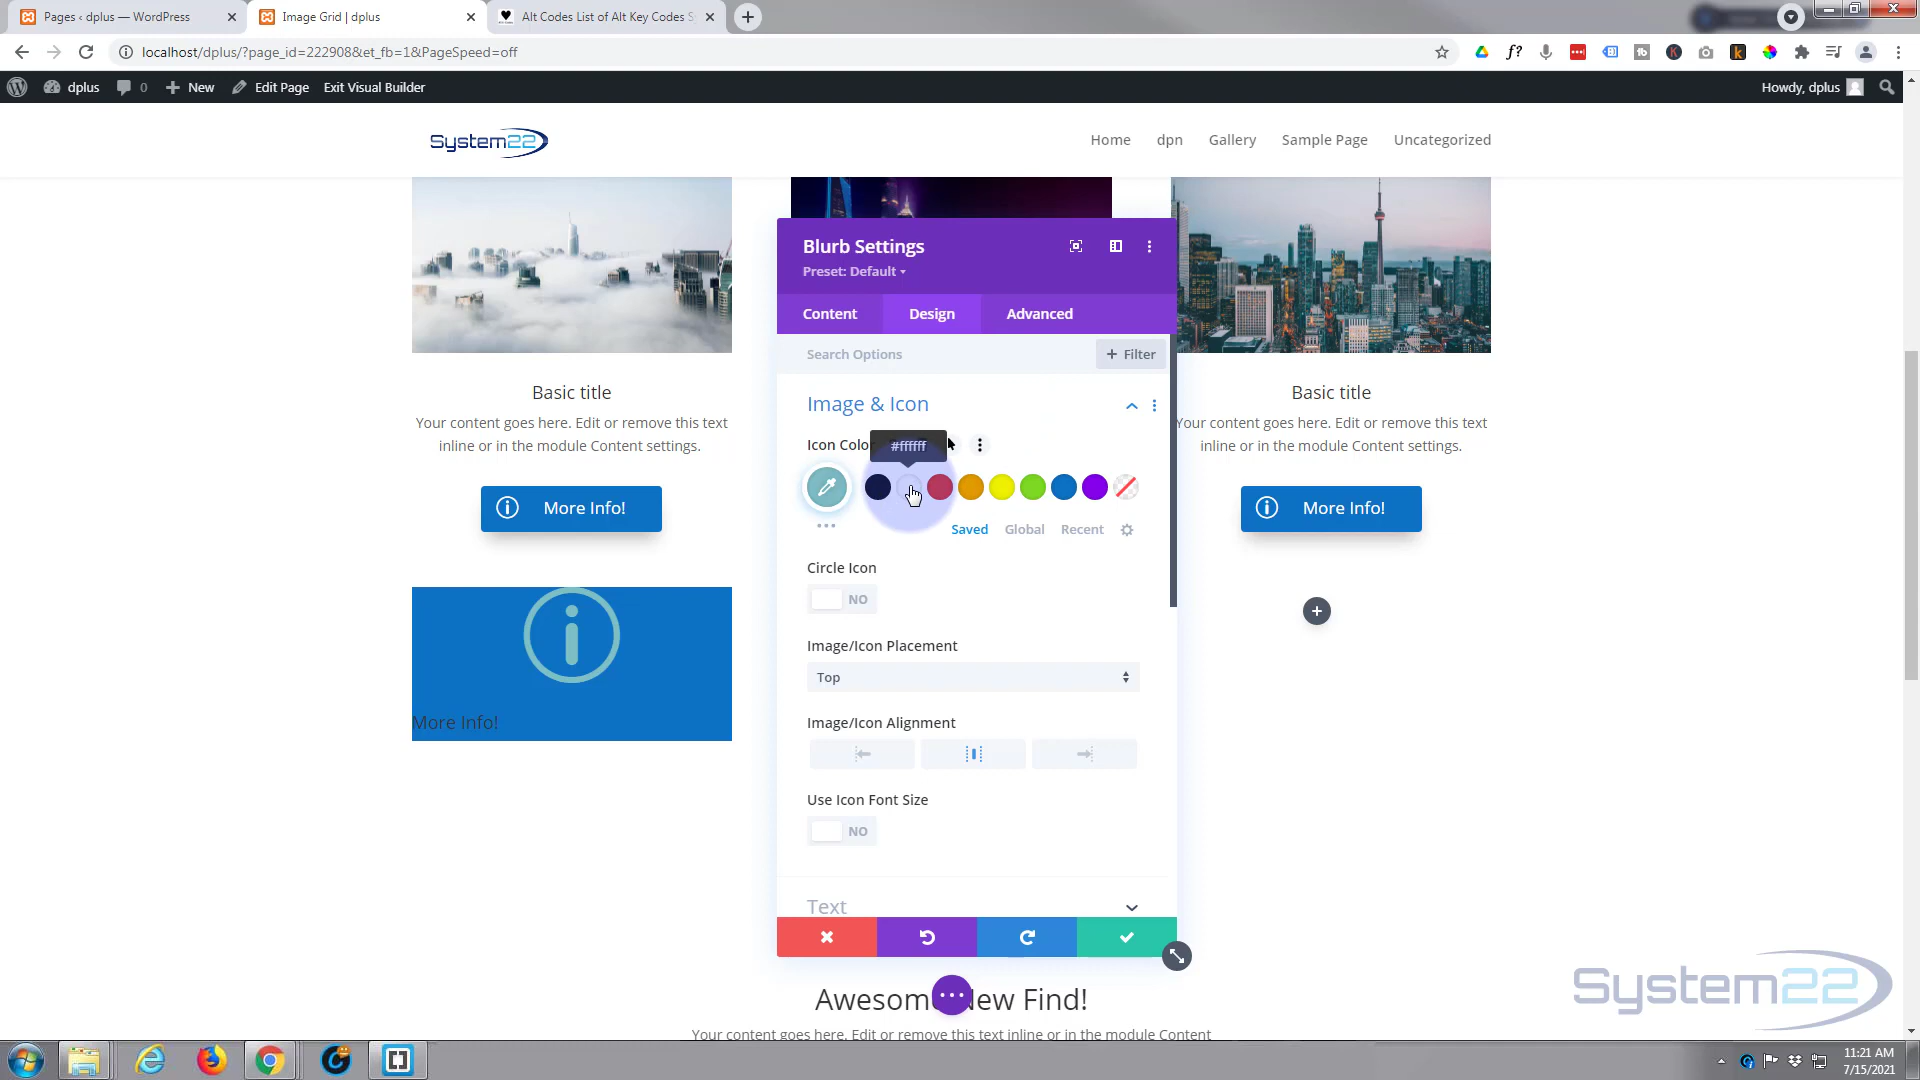 Pages ‹ dplus — WordPress
Image Grid | dplus
Alt Codes List of Alt Key Codes S
localhost/dplus/?page_id=222908&et_fb=1&PageSpeed=off
dplus
0
New
Edit Page
Exit Visual Builder
Howdy, dplus
System22
Home
dpn
Gallery
Sample Page
Uncategorized
Blurb Settings
Preset: Default
Content
Design
Advanced
Search Options
+ Filter
Image & Icon
Icon Colo
#ffffff
Saved
Global
Recent
Circle Icon
NO
Image/Icon Placement
Top
Image/Icon Alignment
Use Icon Font Size
NO
Text
Basic title
Your content goes here. Edit or remove this text
inline or in the module Content settings.
More Info!
More Info!
Basic title
Your content goes here. Edit or remove this text
inline or in the module Content settings.
More Info!
Awesom New Find!
Your content goes here. Edit or remove this text inline or in the module Content
System22
11:21 AM
7/15/2021